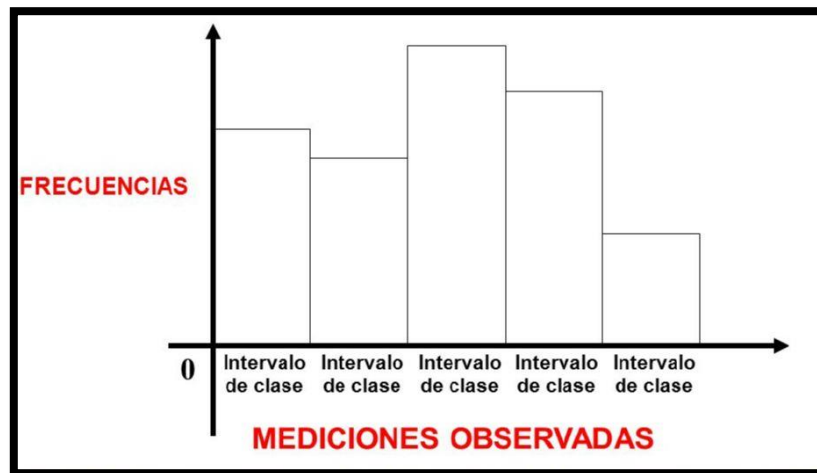 FRECUENCIAS
0
Intervalo de clase
Intervalo de clase
Intervalo de clase
Intervalo de clase
Intervalo de clase
MEDICIONES OBSERVADAS